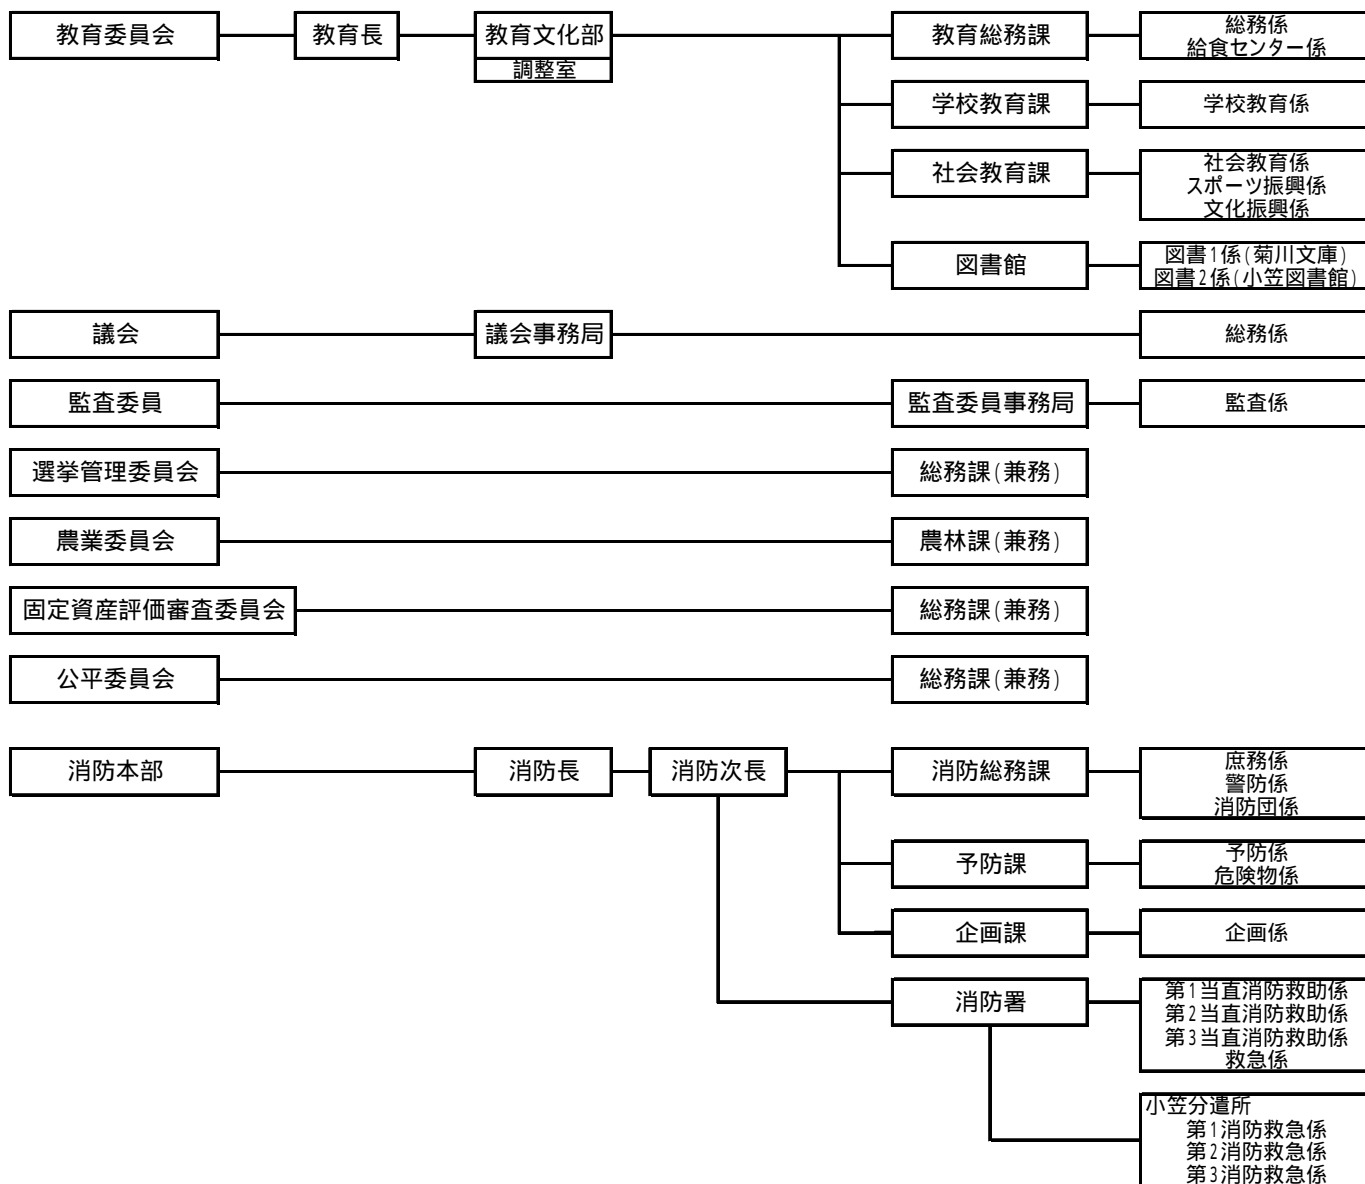 教育委員会
教育長
教育文化部
調整室
教育総務課
総務係
給食センター係
学校教育課
学校教育係
社会教育課
社会教育係
スポーツ振興係
文化振興係
図書館
図書1係(菊川文庫)
図書2係(小笠図書館)
議会
議会事務局
総務係
監査委員
監査委員事務局
監査係
選挙管理委員会
総務課(兼務)
農業委員会
農林課(兼務)
固定資産評価審査委員会
総務課(兼務)
公平委員会
総務課(兼務)
消防本部
消防長
消防次長
消防総務課
庶務係
警防係
消防団係
予防課
予防係
危険物係
企画課
企画係
消防署
第1当直消防救助係
第2当直消防救助係
第3当直消防救助係
救急係
小笠分遣所
第1消防救急係
第2消防救急係
第3消防救急係